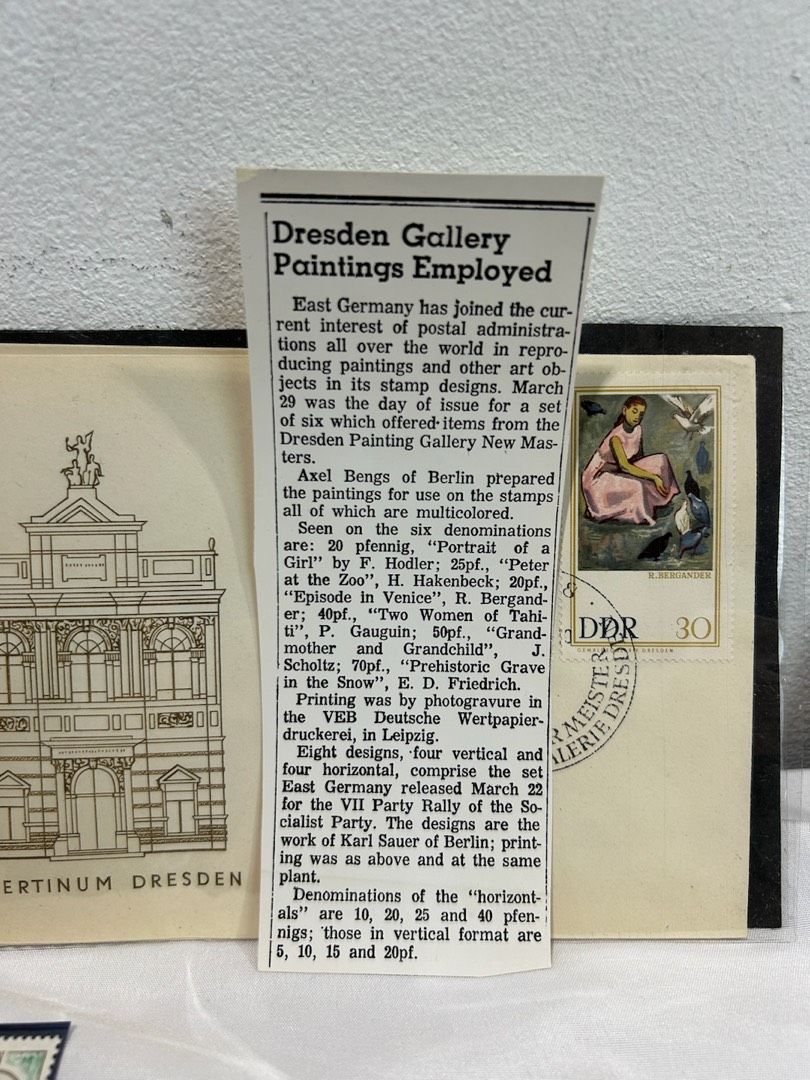 Dresden Gallery
Paintings Employed
East Germany has joined the cur-
rent interest of postal administra-
tions all over the world in repro-
ducing paintings and other art ob-
jects in its stamp designs. March
29 was the day of issue for a set
of six which offered items from the
Dresden Painting Gallery New Mas-
ters.
Axel Bengs of Berlin prepared
the paintings for use on the stamps
all of which are multicolored.
Seen on the six denominations
are: 20 pfennig, "Portrait of a
Girl" by F. Hodler; 25pf., "Peter
at the Zoo", H. Hakenbeck; 20pf.,
"Episode in Venice", R. Bergand-
er; 40pf., "Two Women of Tahi-
ti", P. Gauguin; 50pf., "Grand-
mother and Grandchild", J.
Scholtz; 70pf., "Prehistoric Grave
in the Snow", E. D. Friedrich.
Printing was by photogravure in
the VEB Deutsche Wertpapier-
druckerei, in Leipzig.
Eight designs, four vertical and
four horizontal, comprise the set
East Germany released March 22
for the VII Party Rally of the So-
cialist Party. The designs are the
work of Karl Sauer of Berlin; print-
ing was as above and at the same
plant.
Denominations of the "horizont-
als" are 10, 20, 25 and 40 pfen-
nigs; those in vertical format are
5, 10, 15 and 20pf.
ERTINUM DRESDEN
R. BERGANDER
DDR 30
DRESDEN
R MEISTER
ALERIE DRESD